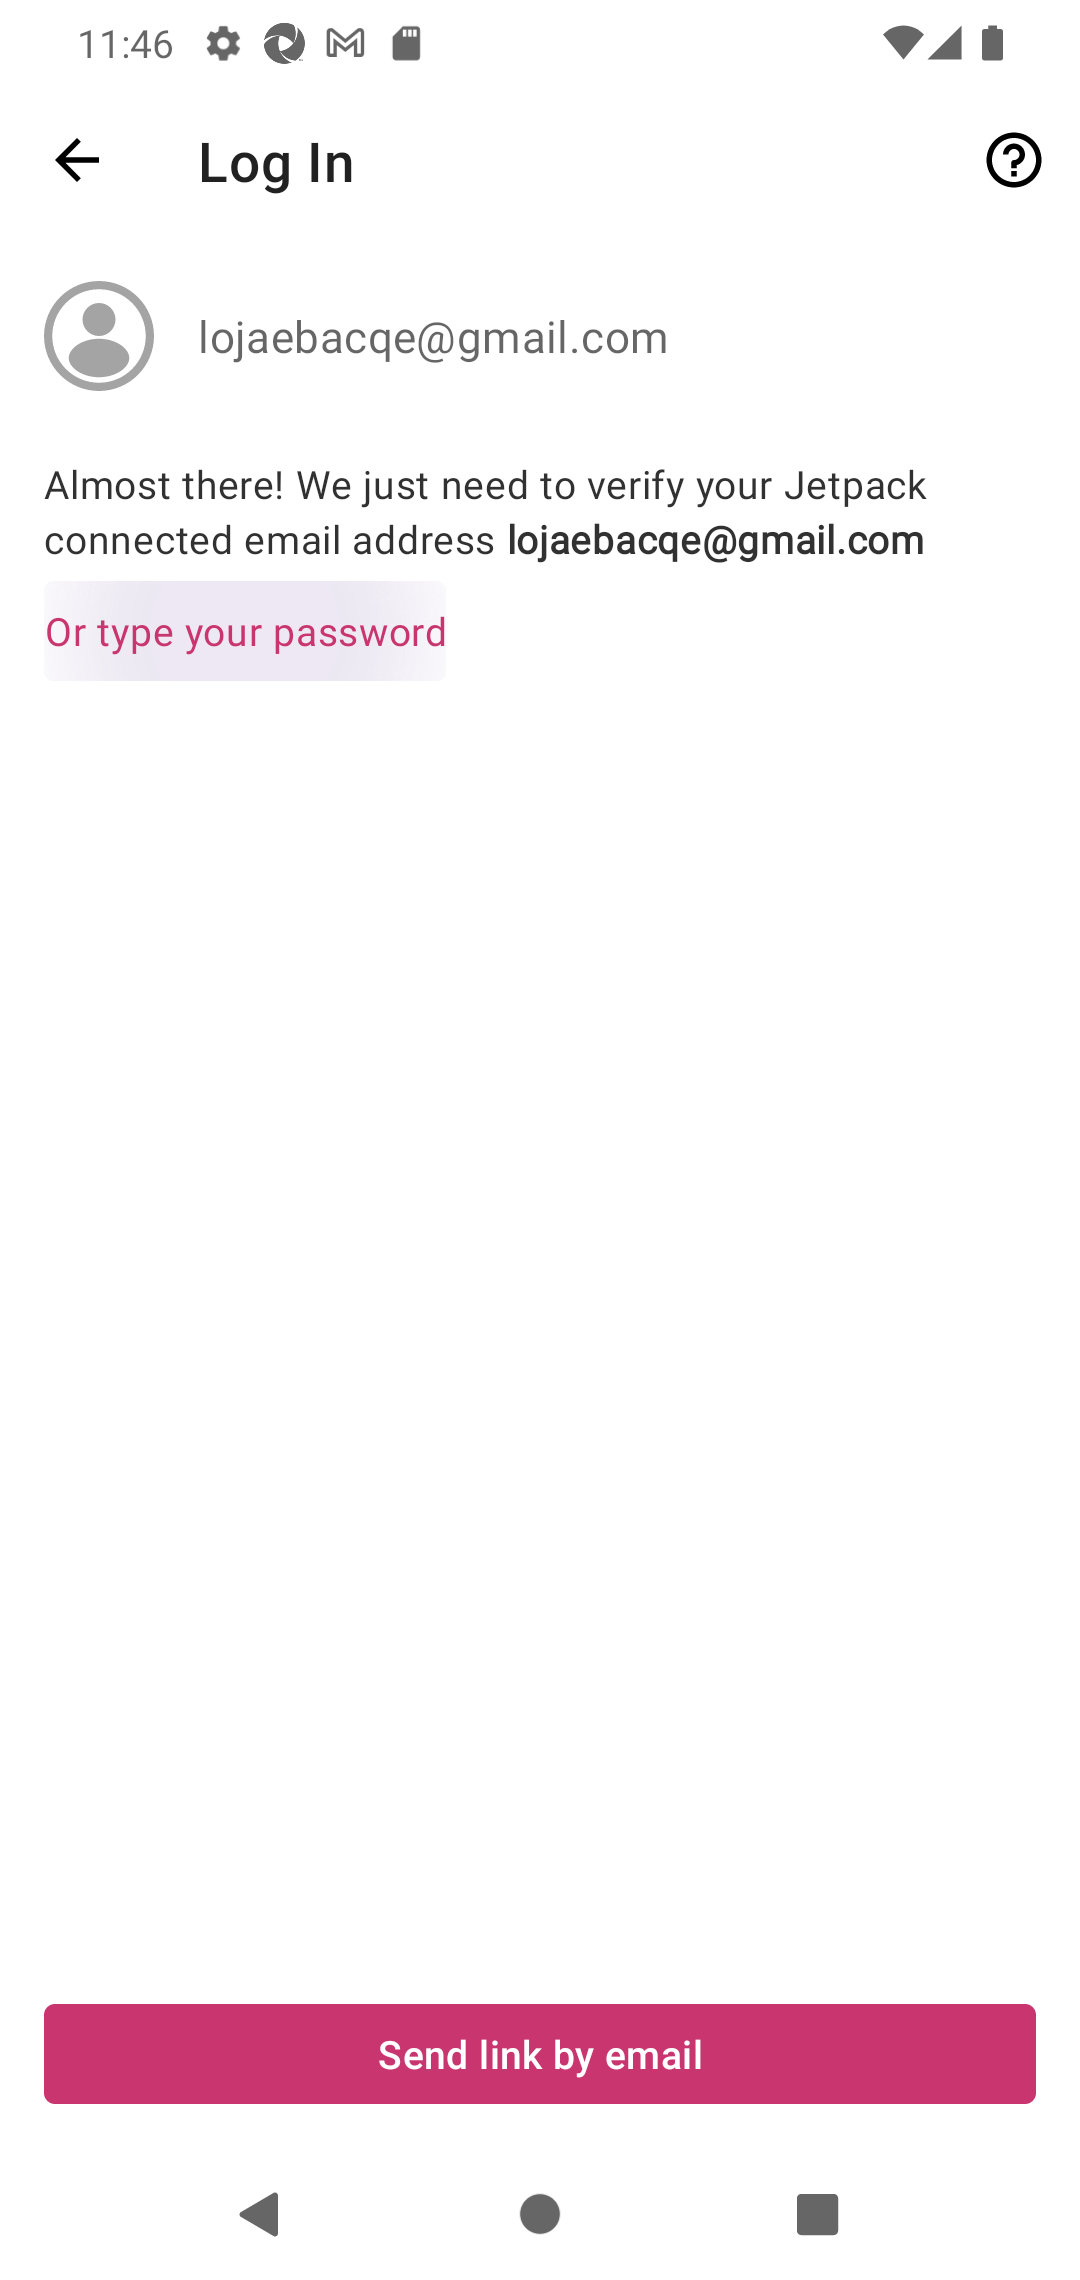 11:46
Log In
lojaebacqe@gmail.com
Almost there! We just need to verify your Jetpack
connected email address lojaebacqe@gmail.com
Or type your password
Send link by email